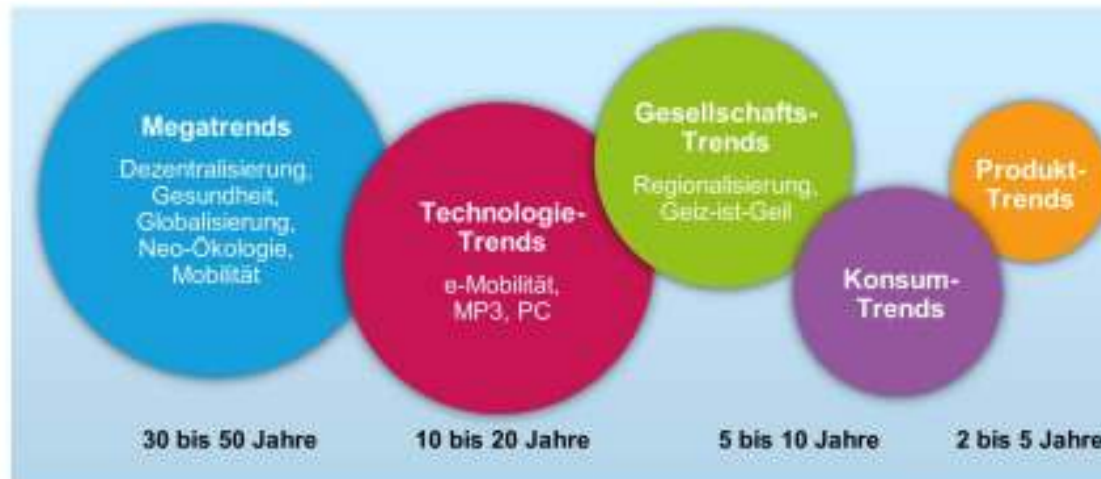 Megatrends
Dezentralisierung,
Gesundheit,
Globalisierung,
Neo-Ökologie,
Mobilität
Technologie-
Trends
e-Mobilität,
MP3, PC
Gesellschafts-
Trends
Regionalisierung,
Geiz-ist-Geil
Konsum-
Trends
Produkt-
Trends
30 bis 50 Jahre
10 bis 20 Jahre
5 bis 10 Jahre
2 bis 5 Jahre